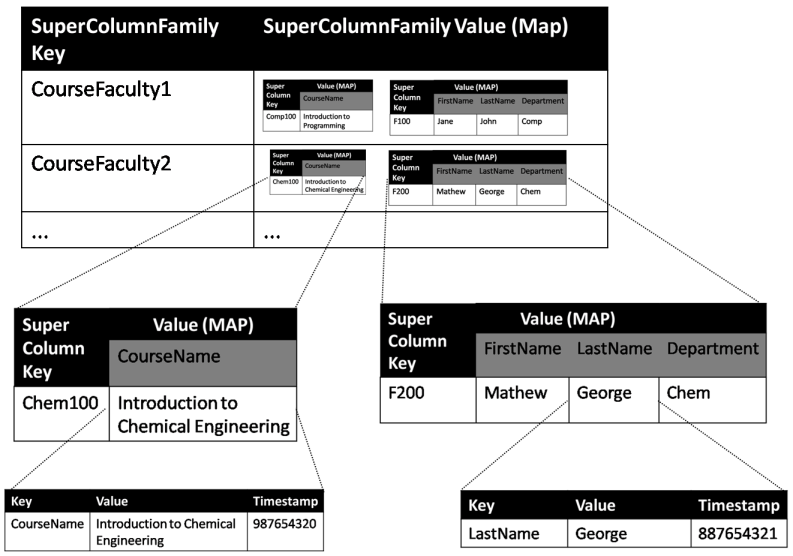 SuperColumnFamily Key
SuperColumnFamily Value (Map)
CourseFaculty1
Super Column Key
Value (MAP)
CourseName
Comp100
Introduction to
Programming
Super Column Key
Value (MAP)
FirstName LastName Department
F100 Jane John Comp
CourseFaculty2
Super Column Key
Value (MAP)
CourseName
Chem100
Introduction to
Chemical Engineering
Super Column Key
Value (MAP)
FirstName LastName Department
F200 Mathew George Chem
...
...
Super
Column
Key
Value (MAP)
CourseName
Chem100
Introduction to
Chemical Engineering
Super
Column
Key
Value (MAP)
FirstName LastName Department
F200 Mathew George Chem
Key Value Timestamp
CourseName Introduction to Chemical 987654320
Engineering
Key Value Timestamp
LastName George 887654321